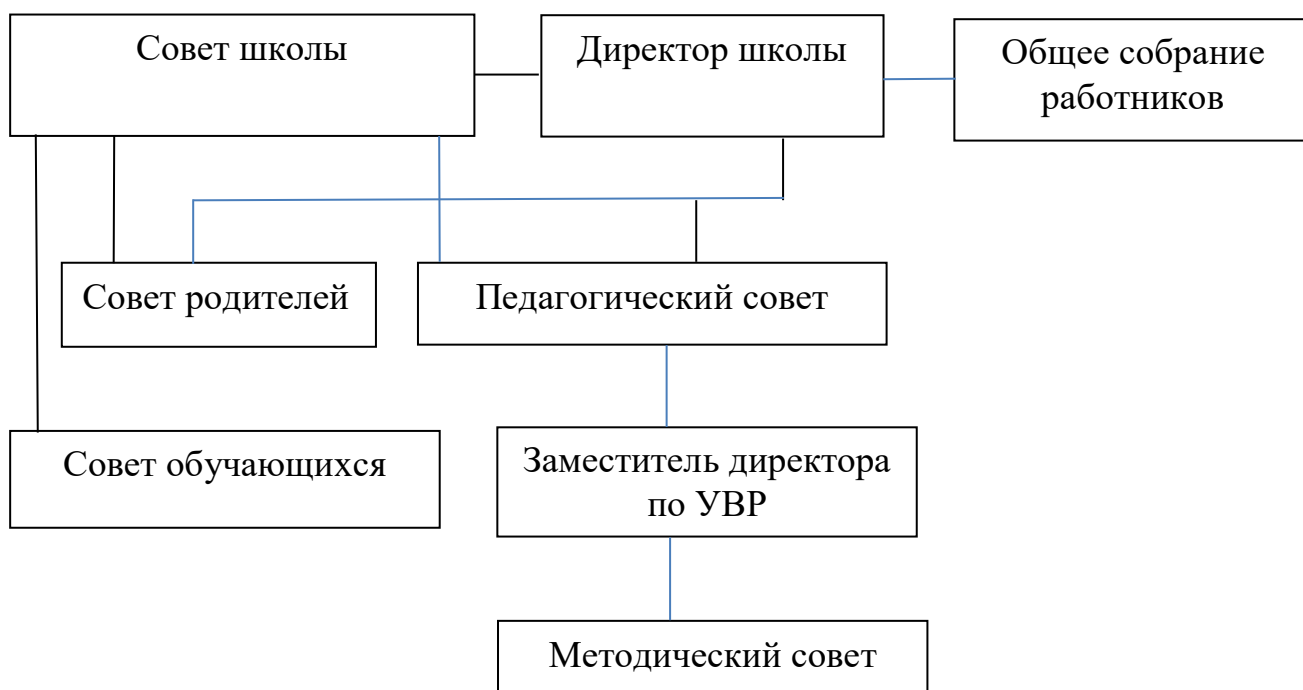 Совет школы
Директор школы
Общее собрание
работников
Совет родителей
Педагогический совет
Совет обучающихся
Заместитель директора
по УВР
Методический совет